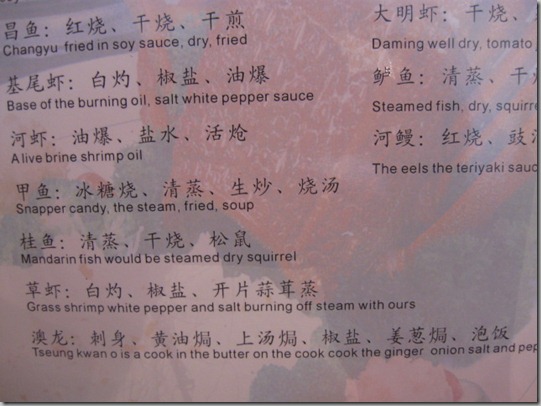 昌鱼：红烧、干烧、干煎
Changyu fried in soy sauce, dry, fried
基尾虾：白灼、椒盐、油爆
Base of the burning oil, salt white pepper sauce
河虾：油爆、盐水、活炝
Alive brine shrimp oil
甲鱼：冰糖烧、清蒸、生炒、烧汤
Snapper candy, the steam, fried, soup
桂鱼：清蒸、干烧、松鼠
Mandarin fish would be steamed dry squirrel
草虾：白灼、椒盐、开片蒜茸蒸
Grass shrimp white pepper and salt burning off steam with ours
澳龙：刺身、黄油焗、上汤焗、椒盐、姜葱焗、泡饭
Tseung kwan o is a cook in the butter on the cook cook the ginger onion salt and pep
大明虾：干烧、
Daming well dry, tomato
鲈鱼：清蒸、干
Steamed fish, dry, squirre
河鳗：红烧、豉
The eels the teriyaki sauc